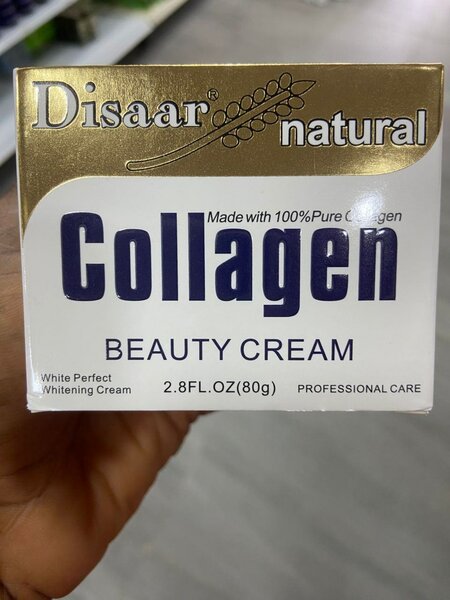 Disaar®
natural
Made with 100%Pure Collagen
Collagen
BEAUTY CREAM
White Perfect
Whitening Cream
2.8FL.OZ(80g)
PROFESSIONAL CARE